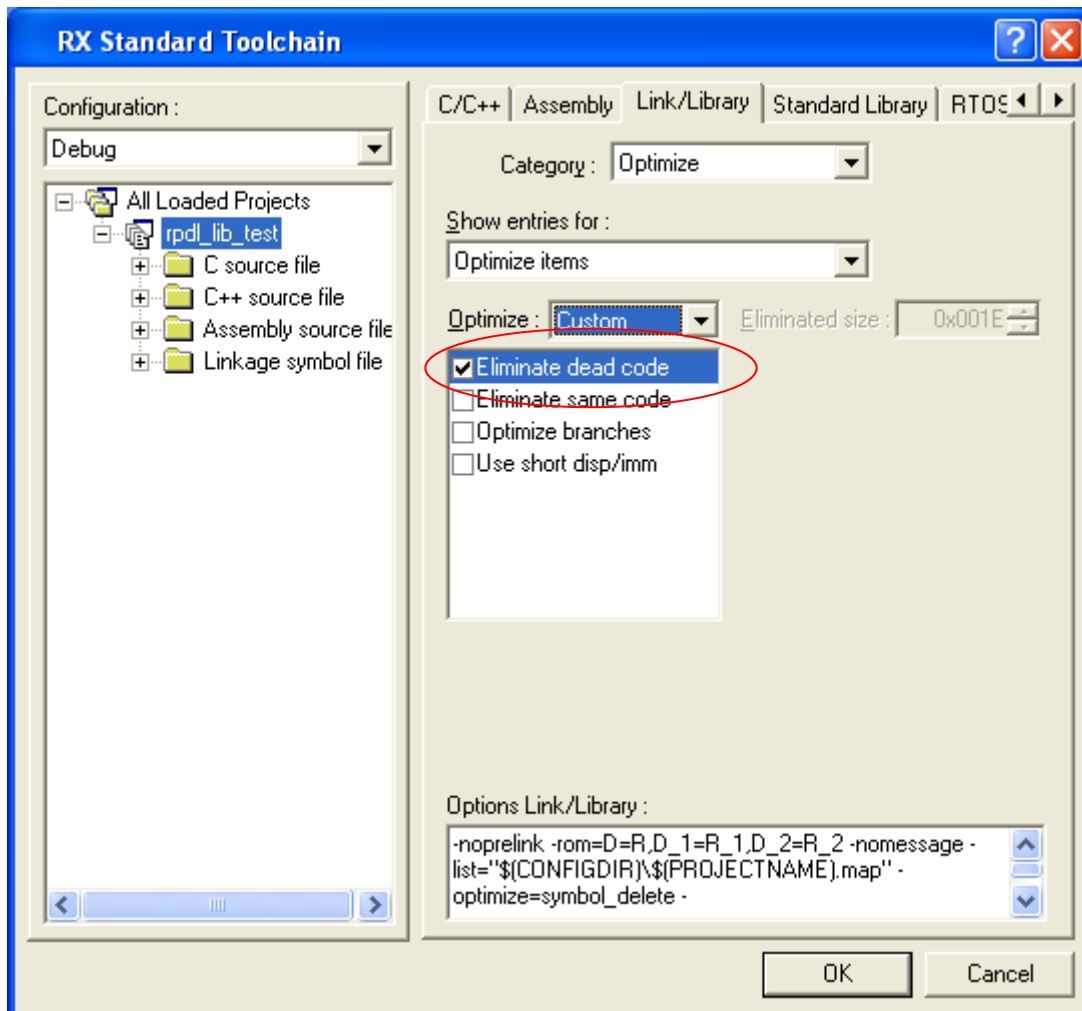 RX Standard Toolchain
Configuration :
Debug
All Loaded Projects
rpdl_lib_test
C source file
C++ source file
Assembly source file
Linkage symbol file
C/C++ Assembly Link/Library Standard Library RTOS
Category : Optimize
Show entries for :
Optimize items
Optimize : Custom Eliminated size : 0x001E
Eliminate dead code
Eliminate same code
Optimize branches
Use short disp/imm
Options Link/Library :
-noprelink -rom=D=R,D_1=R_1,D_2=R_2 -nomessage -
list="$(CONFIGDIR)\$(PROJECTNAME).map" -
optimize=symbol_delete -
OK Cancel